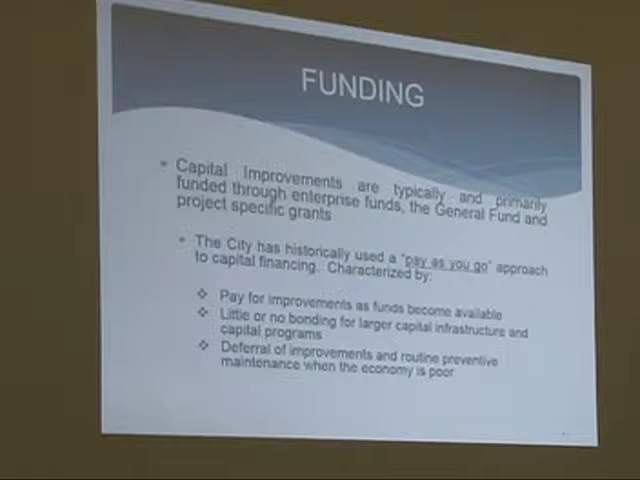 FUNDING
• Capital Improvements are typically and primarily
funded through enterprise funds, the General Fund and
project specific grants
• The City has historically used a "pay as you go" approach
to capital financing. Characterized by:
❖ Pay for improvements as funds become available
❖ Little or no bonding for larger capital infrastructure and
capital programs
❖ Deferral of improvements and routine preventive
maintenance when the economy is poor